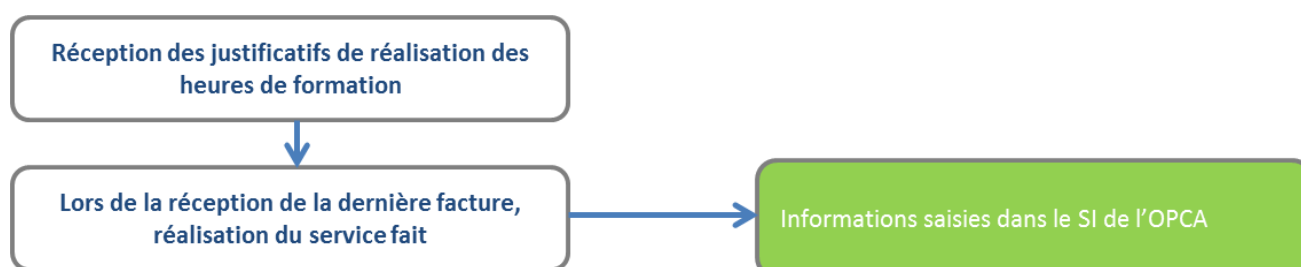 Réception des justificatifs de réalisation des
heures de formation
Lors de la réception de la dernière facture,
réalisation du service fait
Informations saisies dans le SI de l'OPCA